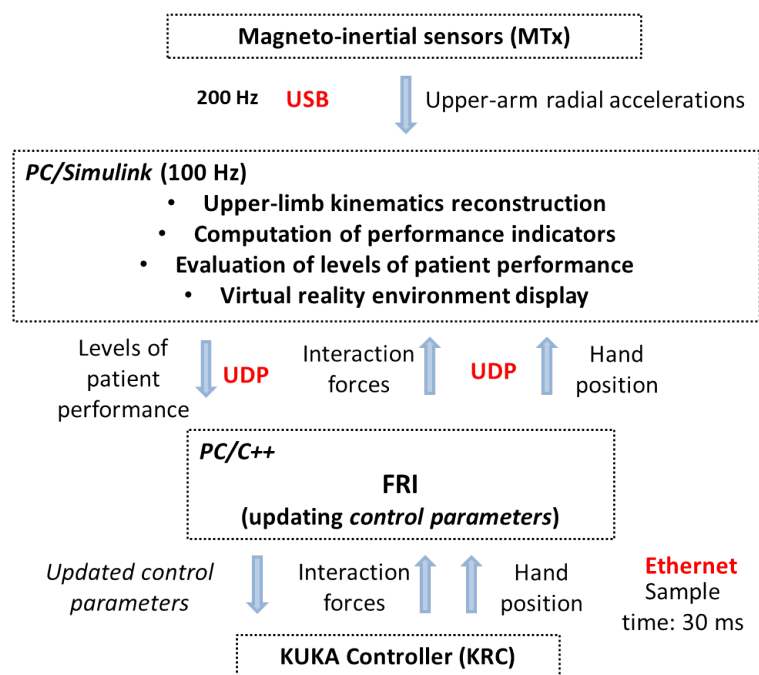 Magneto-inertial sensors (MTx)
200 Hz USB Upper-arm radial accelerations
PC/Simulink (100 Hz)
• Upper-limb kinematics reconstruction
• Computation of performance indicators
• Evaluation of levels of patient performance
• Virtual reality environment display
Levels of
patient
performance
UDP
Interaction
forces
UDP
Hand
position
PC/C++
FRI
(updating control parameters)
Updated control
parameters
Interaction
forces
Hand
position
Ethernet
Sample
time: 30 ms
KUKA Controller (KRC)